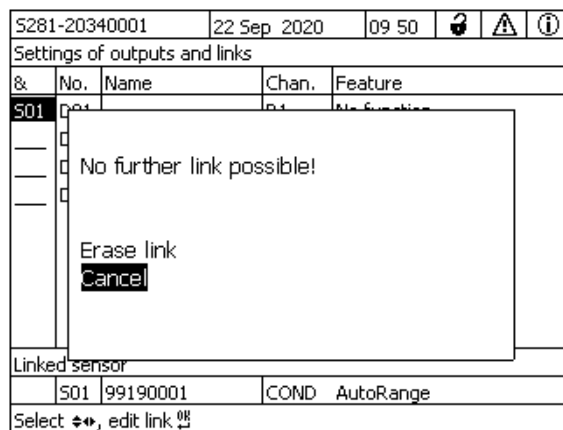 S281-20340001 22 Sep 2020 09 50
Settings of outputs and links
& No. Name Chan. Feature
S01
No further link possible!
Erase link
Cancel
Linked sensor
S01 99190001 COND AutoRange
Select, edit link OK